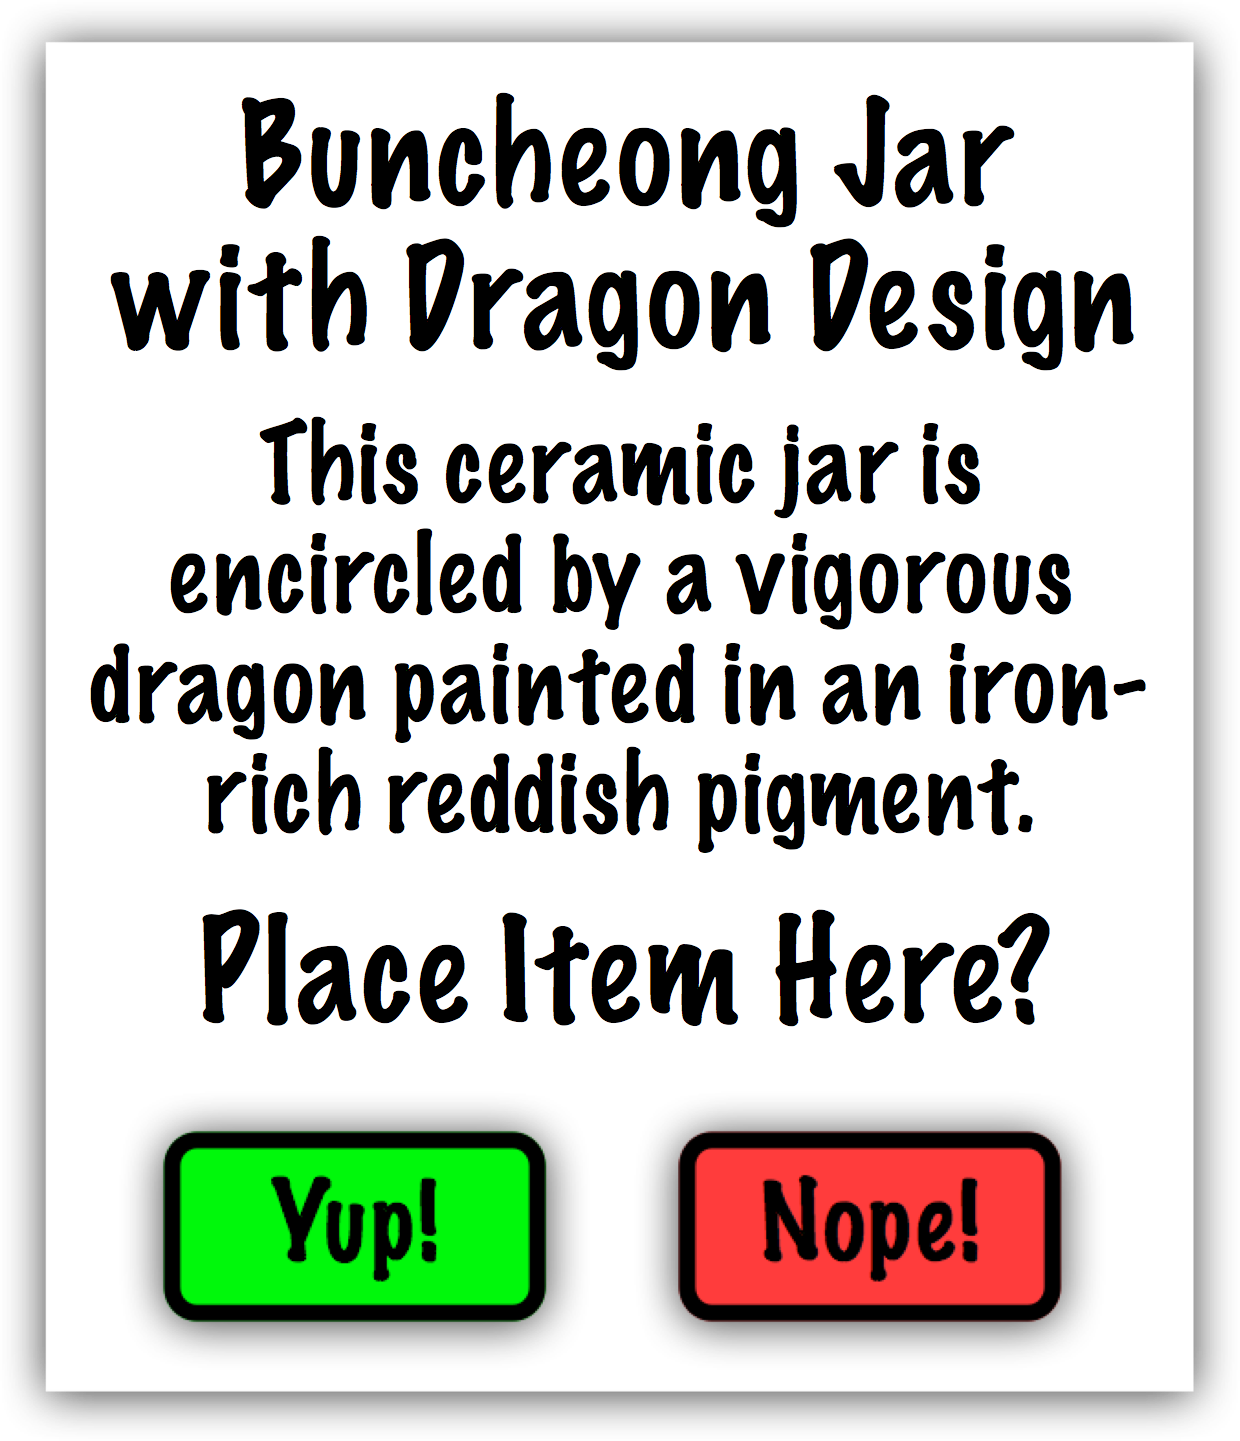 Buncheong Jar
with Dragon Design
This ceramic jar is
encircled by a vigorous
dragon painted in an iron-
rich reddish pigment.
Place Item Here?
Yup!
Nope!